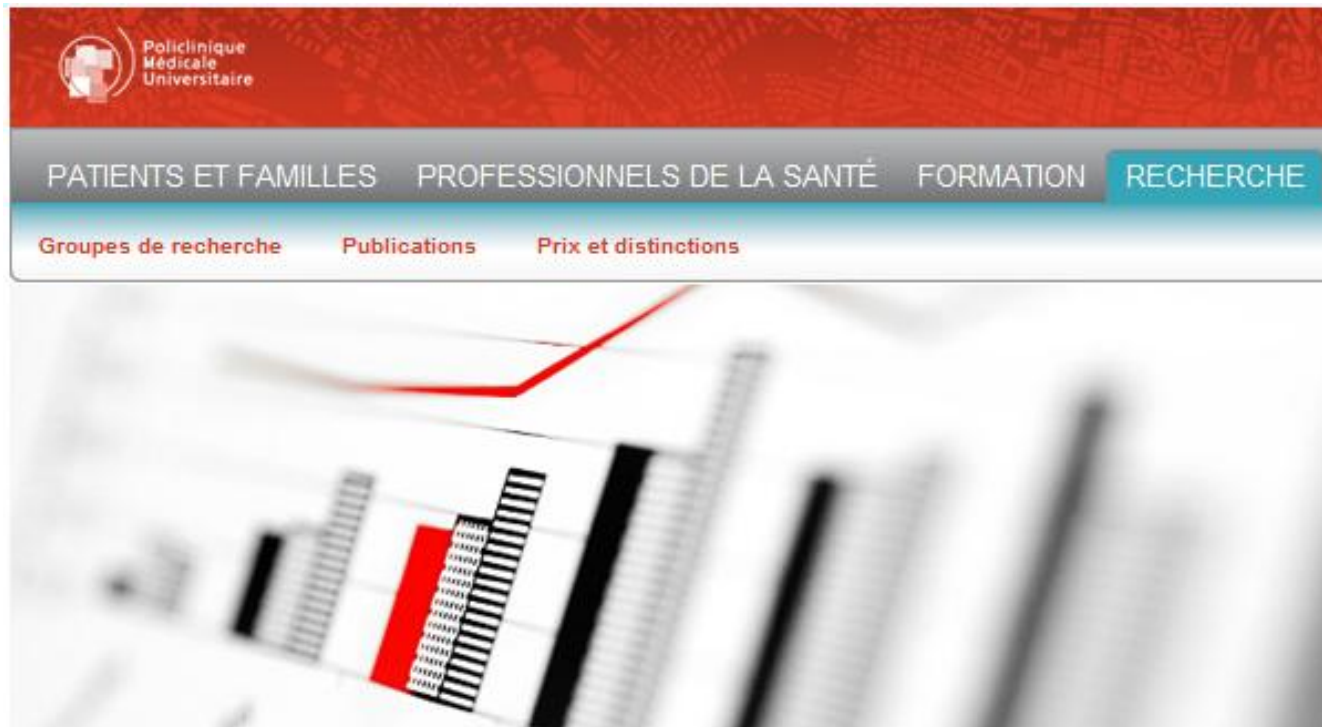 Policlinique
Médicale
Universitaire
PATIENTS ET FAMILLES PROFESSIONNELS DE LA SANTÉ FORMATION RECHERCHE
Groupes de recherche Publications Prix et distinctions